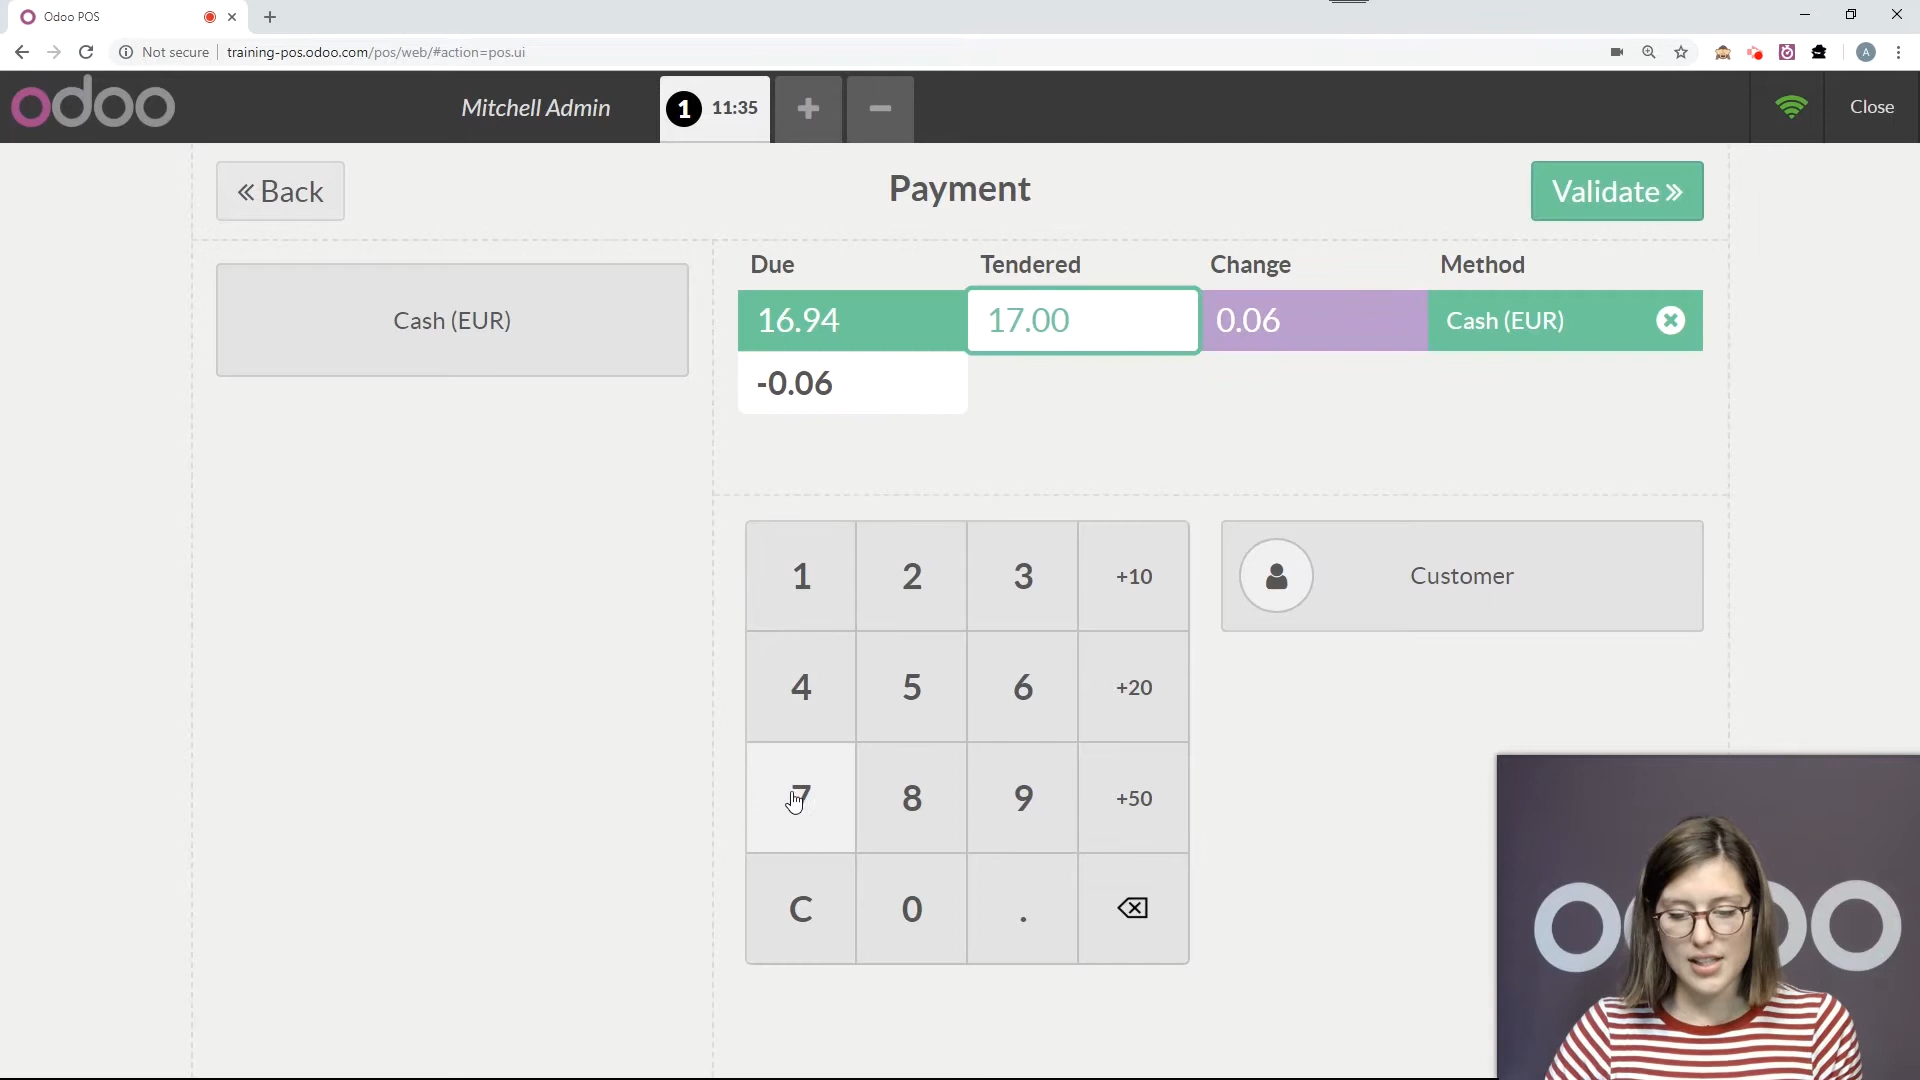 Odoo POS
Not secure | training-pos.odoo.com/pos/web/#action=pos.ui
A
odoo
Mitchell Admin
1 11:35
+
−
Close
« Back
Payment
Validate »
Due Tendered Change Method
Cash (EUR)
16.94 17.00 0.06 Cash (EUR)
-0.06
1 2 3 +10
Customer
4 5 6 +20
7 8 9 +50
C 0 .
odoo